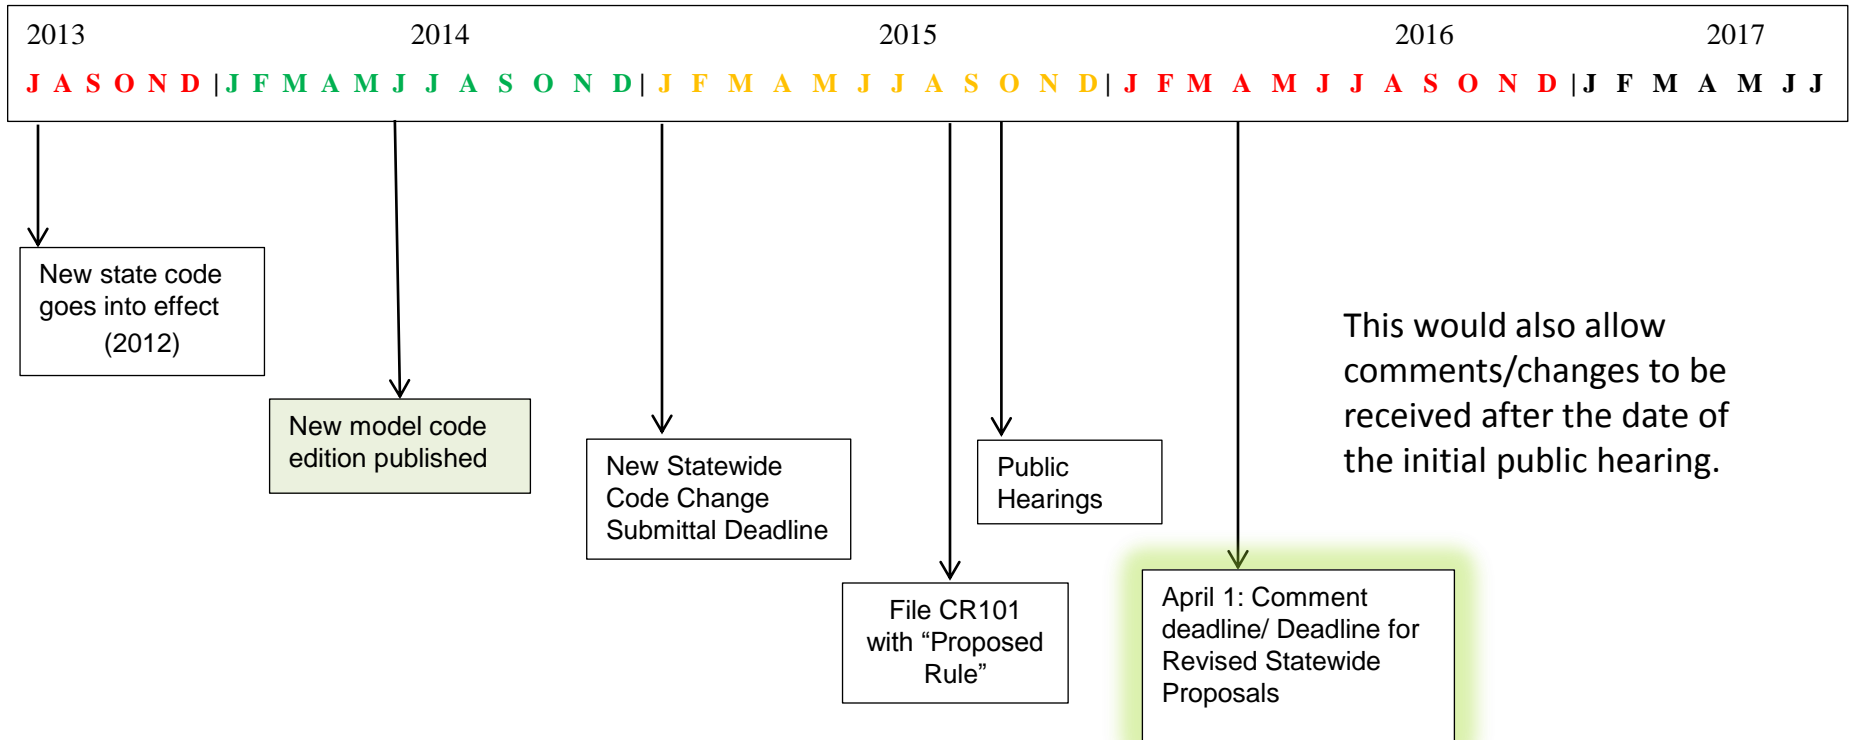 2013 2014 2015 2016 2017
J A S O N D | J F M A M J J A S O N D | J F M A M J J A S O N D | J F M A M J J A S O N D | J F M A M J J
New state code
goes into effect
(2012)
New model code
edition published
New Statewide
Code Change
Submittal Deadline
File CR101
with “Proposed
Rule”
Public
Hearings
April 1: Comment
deadline/ Deadline for
Revised Statewide
Proposals
This would also allow
comments/changes to be
received after the date of
the initial public hearing.